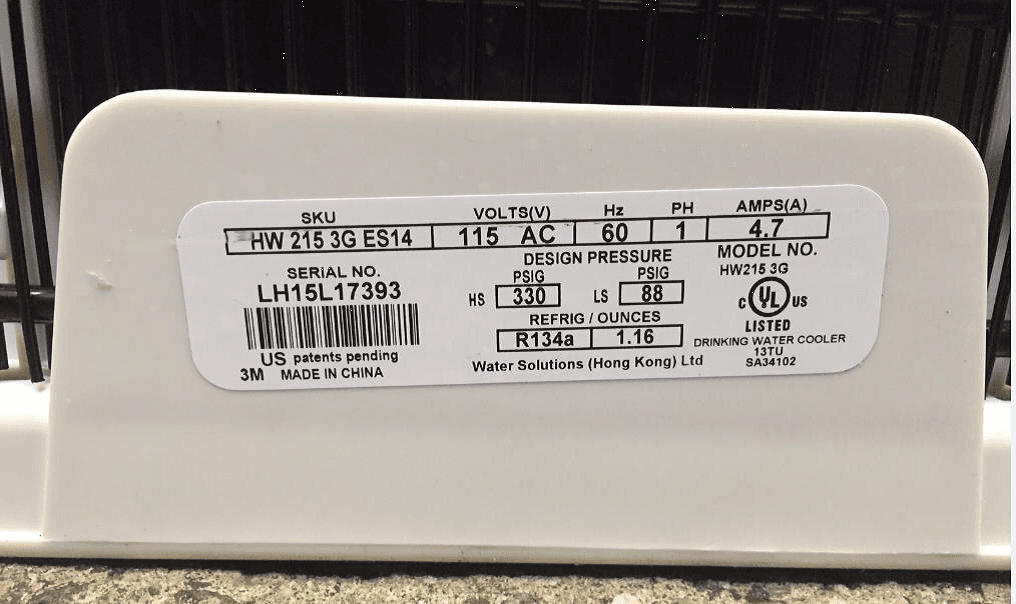 SKU VOLTS(V) Hz PH AMPS(A)
HW 215 3G ES14 115 AC 60 1 4.7
SERIAL NO.
LH15L17393
US patents pending
3M MADE IN CHINA
DESIGN PRESSURE
PSIG PSIG
HS 330 LS 88
REFRIG / OUNCES
R134a 1.16
Water Solutions (Hong Kong) Ltd
MODEL NO.
HW215 3G
C UL US
LISTED
DRINKING WATER COOLER
13TU
SA34102